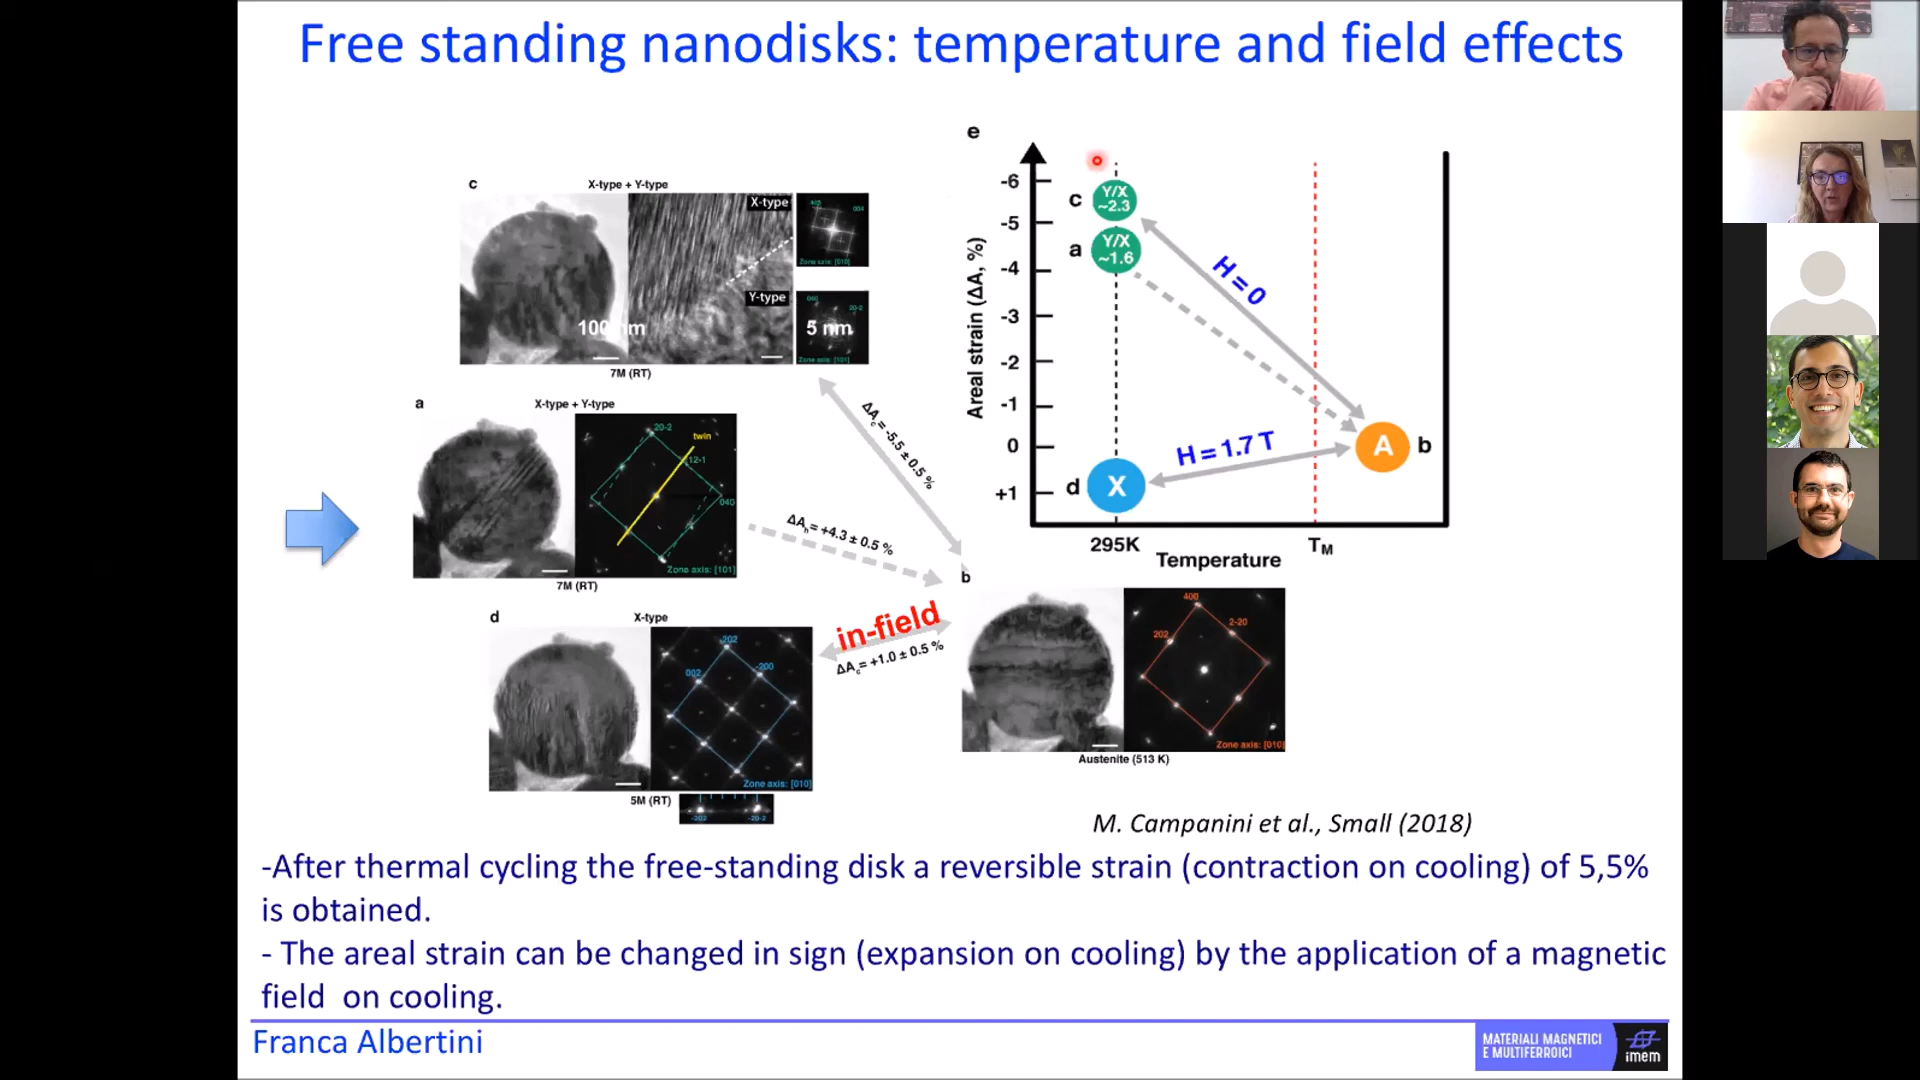 Free standing nanodisks: temperature and field effects
c
X-type + Y-type
X-type
Y-type
100 nm
5 nm
004
Zone axis: [010]
040
20-2
Zone axis: [101]
7M (RT)
a
X-type + Y-type
20-2
twin
12-1
040
Zone axis: [101]
7M (RT)
d
X-type
-202
002
-200
Zone axis: [010]
5M (RT)
-202
-20-2
ΔAc= -5.5 ± 0.5 %
ΔAh= +4.3 ± 0.5 %
in-field
ΔAc= +1.0 ± 0.5 %
b
400
202
2-20
Zone axis: [010]
Austenite (513 K)
e
Areal strain (ΔA, %)
-6
-5
-4
-3
-2
-1
0
+1
c
Y/X
~2.3
a
Y/X
~1.6
H = 0
H = 1.7 T
A
b
d
X
295K
Temperature
TM
M. Campanini et al., Small (2018)
-After thermal cycling the free-standing disk a reversible strain (contraction on cooling) of 5,5%
is obtained.
- The areal strain can be changed in sign (expansion on cooling) by the application of a magnetic
field on cooling.
Franca Albertini
MATERIALI MAGNETICI
E MULTIFERROICI
imem